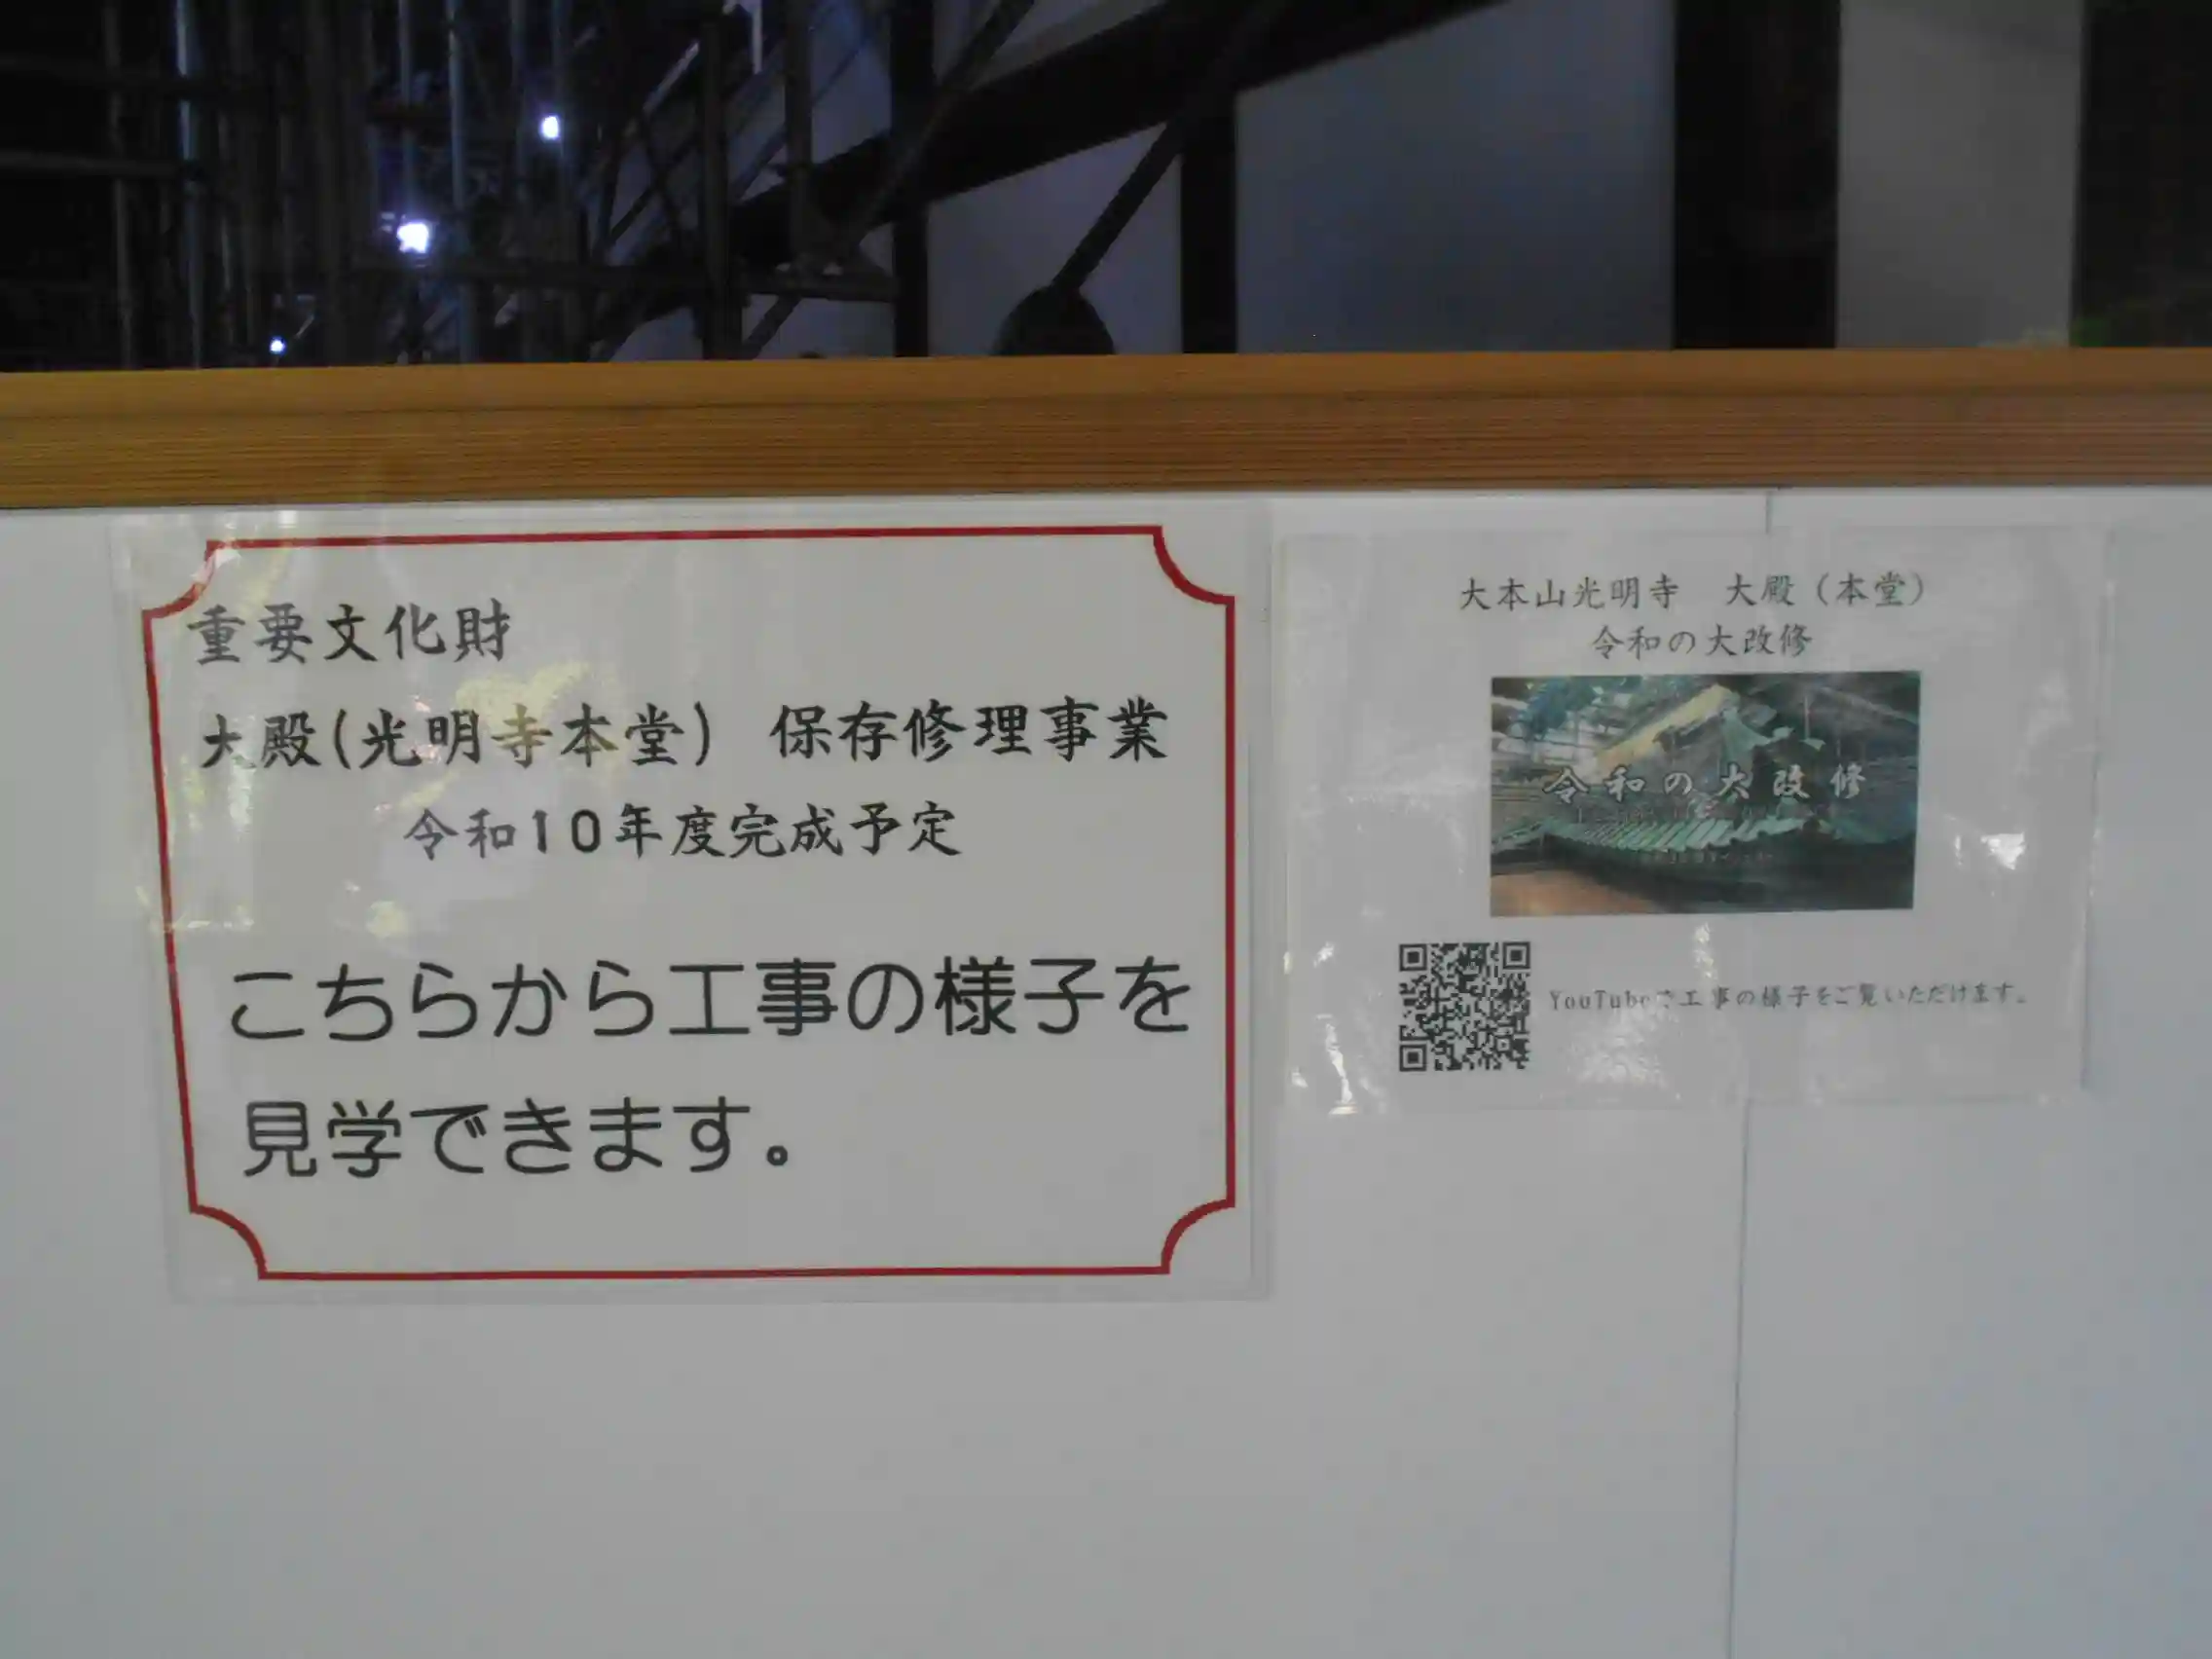 重要文化財
大殿(光明寺本堂) 保存修理事業
令和10年度完成予定
こちらから工事の様子を
見学できます。
大本山光明寺 大殿(本堂)
令和の大改修
令和の大改修
YouTubeで工事の様子をご覧いただけます。